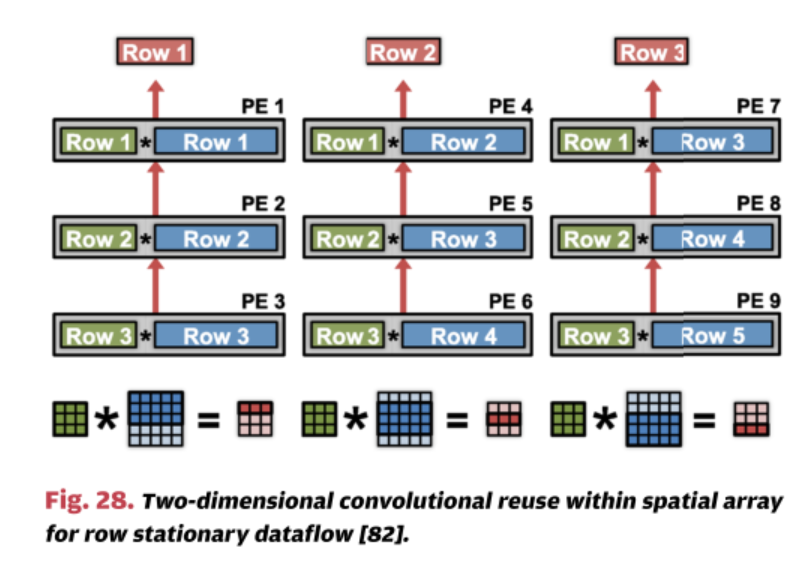 Row 1 Row 2 Row 3
PE 1 PE 4 PE 7
Row 1 * Row 1 Row 1 * Row 2 Row 1 * Row 3
PE 2 PE 5 PE 8
Row 2 * Row 2 Row 2 * Row 3 Row 2 * Row 4
PE 3 PE 6 PE 9
Row 3 * Row 3 Row 3 * Row 4 Row 3 * Row 5
* = * = * =
Fig. 28. Two-dimensional convolutional reuse within spatial array
for row stationary dataflow [82].